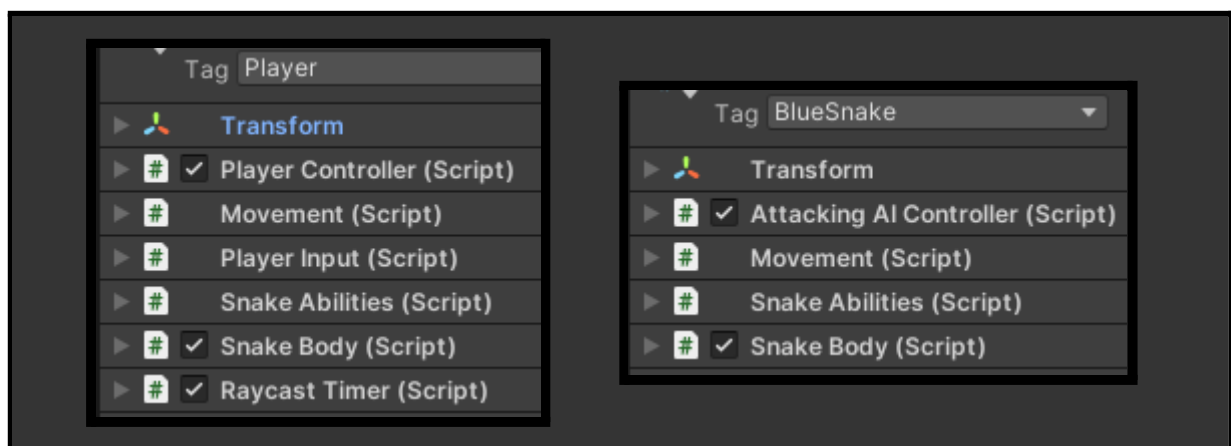 Tag Player
Transform
Player Controller (Script)
Movement (Script)
Player Input (Script)
Snake Abilities (Script)
Snake Body (Script)
Raycast Timer (Script)
Tag BlueSnake
Transform
Attacking AI Controller (Script)
Movement (Script)
Snake Abilities (Script)
Snake Body (Script)